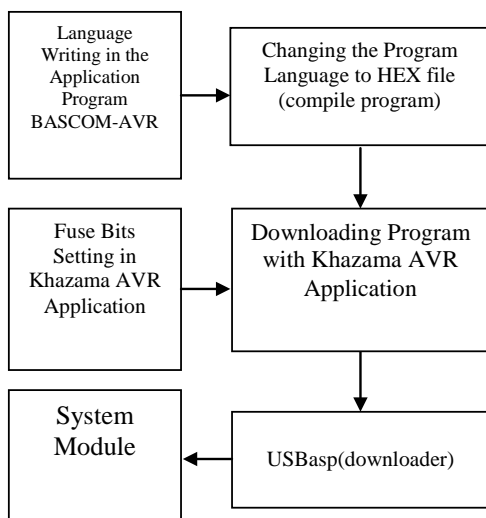 Language
Writing in the
Application
Program
BASCOM-AVR
Changing the Program
Language to HEX file
(compile program)
Fuse Bits
Setting in
Khazama AVR
Application
Downloading Program
with Khazama AVR
Application
System
Module
USBasp(downloader)